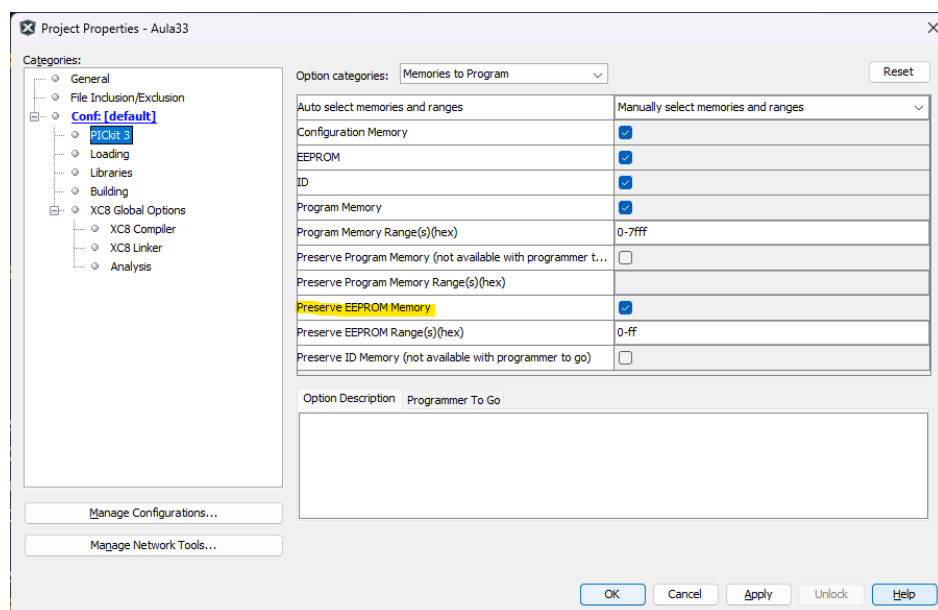 Project Properties - Aula33
Categories:
General
File Inclusion/Exclusion
Conf: [default]
PICkit 3
Loading
Libraries
Building
XC8 Global Options
XC8 Compiler
XC8 Linker
Analysis
Manage Configurations...
Manage Network Tools...
Option categories: Memories to Program Reset
Auto select memories and ranges Manually select memories and ranges
Configuration Memory
EEPROM
ID
Program Memory
Program Memory Range(s)(hex) 0-7fff
Preserve Program Memory (not available with programmer t...
Preserve Program Memory Range(s)(hex)
Preserve EEPROM Memory
Preserve EEPROM Range(s)(hex) 0-ff
Preserve ID Memory (not available with programmer to go)
Option Description Programmer To Go
OK Cancel Apply Unlock Help